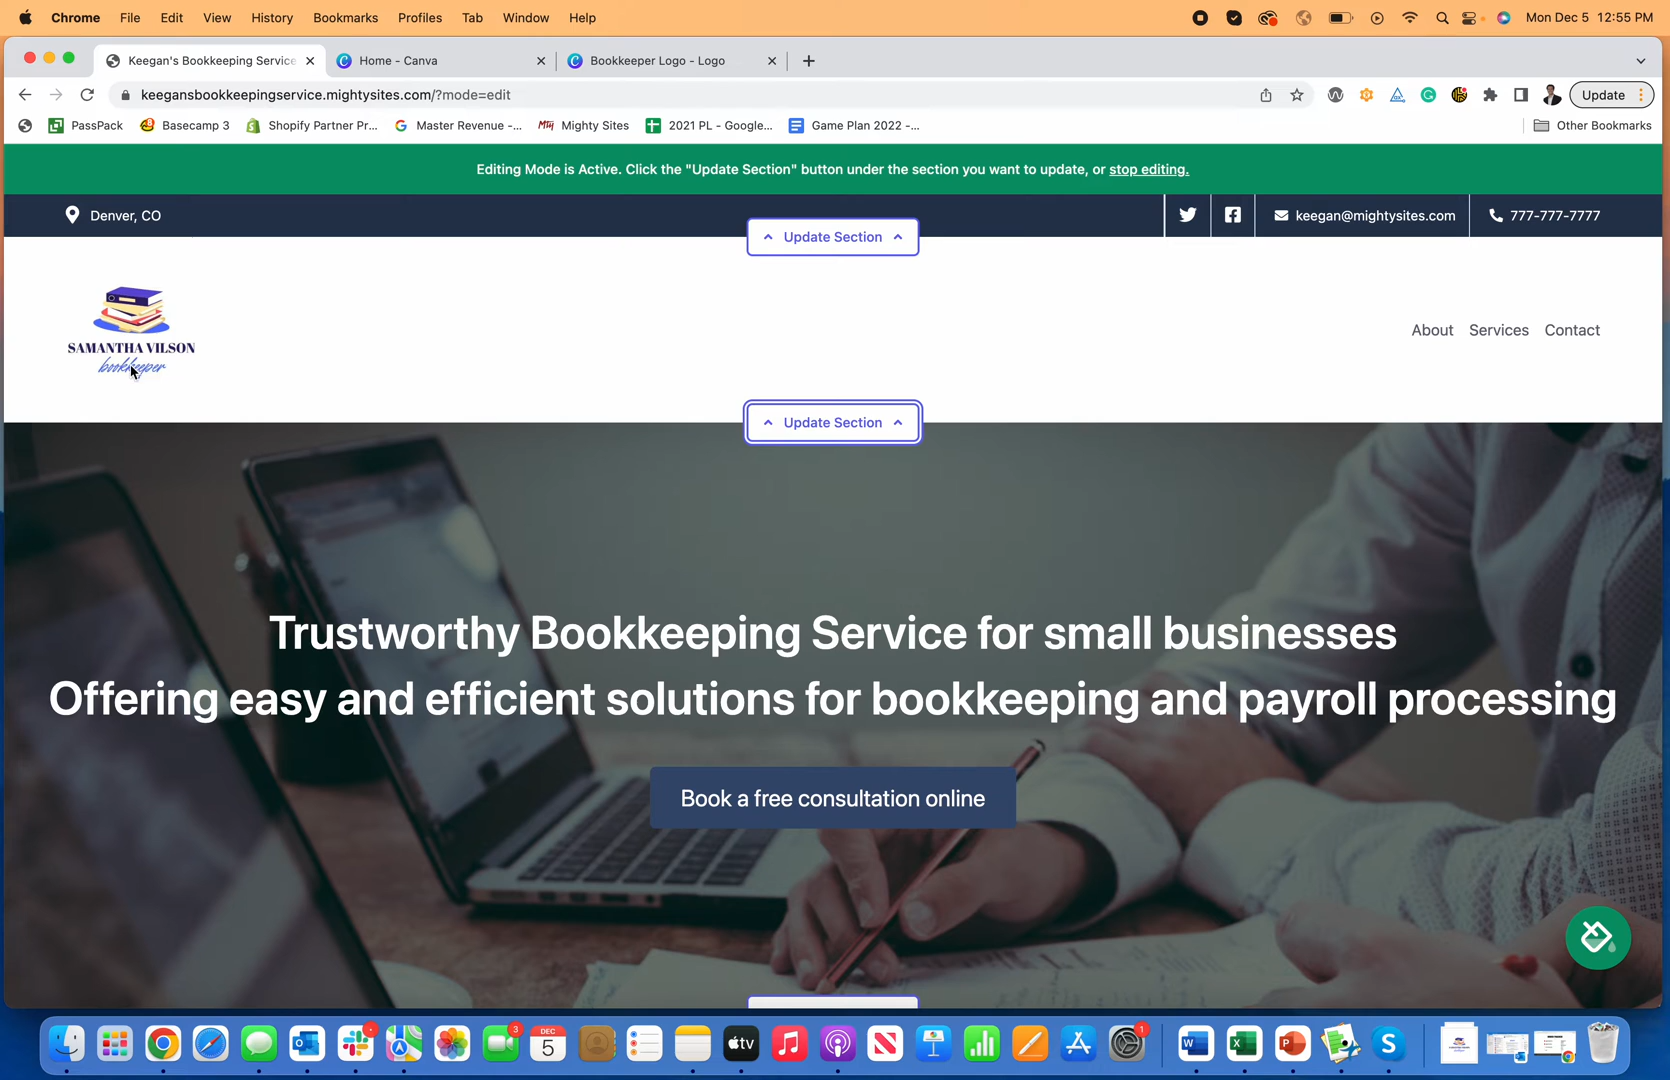 Chrome File Edit View History Bookmarks Profiles Tab Window Help
Mon Dec 5 12:55 PM
Keegan's Bookkeeping Service
Home - Canva
Bookkeeper Logo - Logo
keegansbookkeepingservice.mightysites.com/?mode=edit
Update
PassPack
Basecamp 3
Shopify Partner Pr...
Master Revenue -...
Mty Mighty Sites
2021 PL - Google...
Game Plan 2022 -...
Other Bookmarks
Editing Mode is Active. Click the "Update Section" button under the section you want to update, or stop editing.
Denver, CO
keegan@mightysites.com
777-777-7777
Update Section
SAMANTHA VILSON
bookkeeper
About Services Contact
Update Section
Trustworthy Bookkeeping Service for small businesses
Offering easy and efficient solutions for bookkeeping and payroll processing
Book a free consultation online
3
DEC
5
tv
1